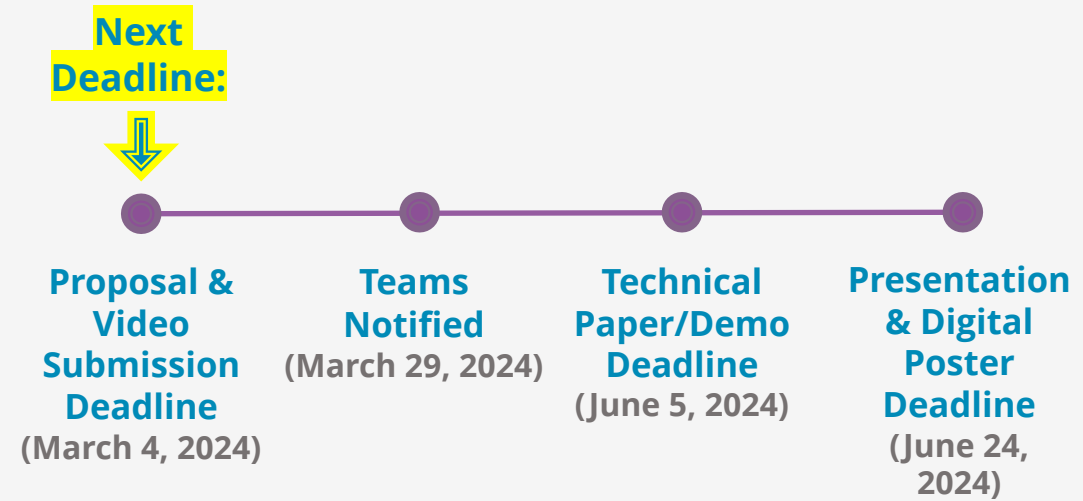 Next
Deadline:
Proposal &
Video
Submission
Deadline
(March 4, 2024)
Teams
Notified
(March 29, 2024)
Technical
Paper/Demo
Deadline
(June 5, 2024)
Presentation
& Digital
Poster
Deadline
(June 24,
2024)